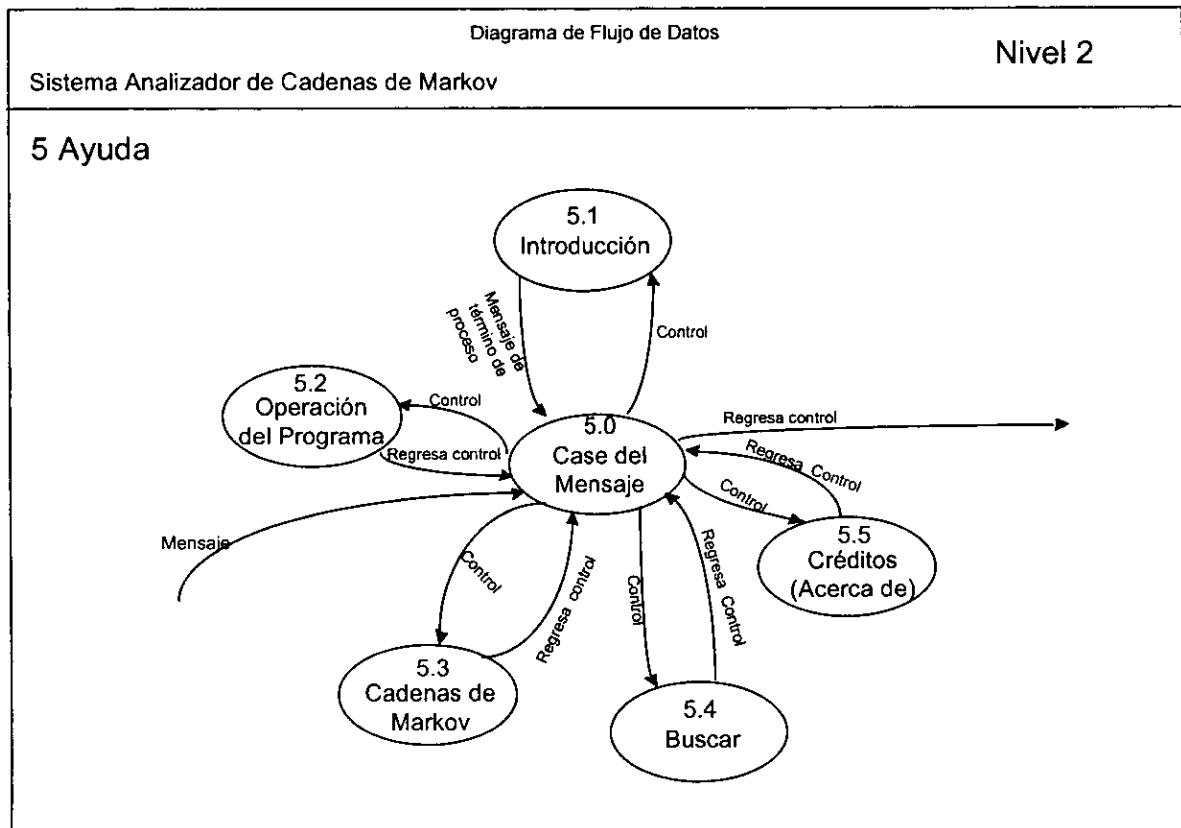 Diagrama de Flujo de Datos
Nivel 2
Sistema Analizador de Cadenas de Markov
5 Ayuda
5.1
Introducción
Mensaje de
término de
proceso
Control
5.2
Operación
del Programa
Control
Regresa control
5.0
Case del
Mensaje
Regresa control
Regresa Control
Control
5.5
Créditos
(Acerca de)
Mensaje
Control
Regresa control
Control
Regresa Control
5.3
Cadenas de
Markov
5.4
Buscar